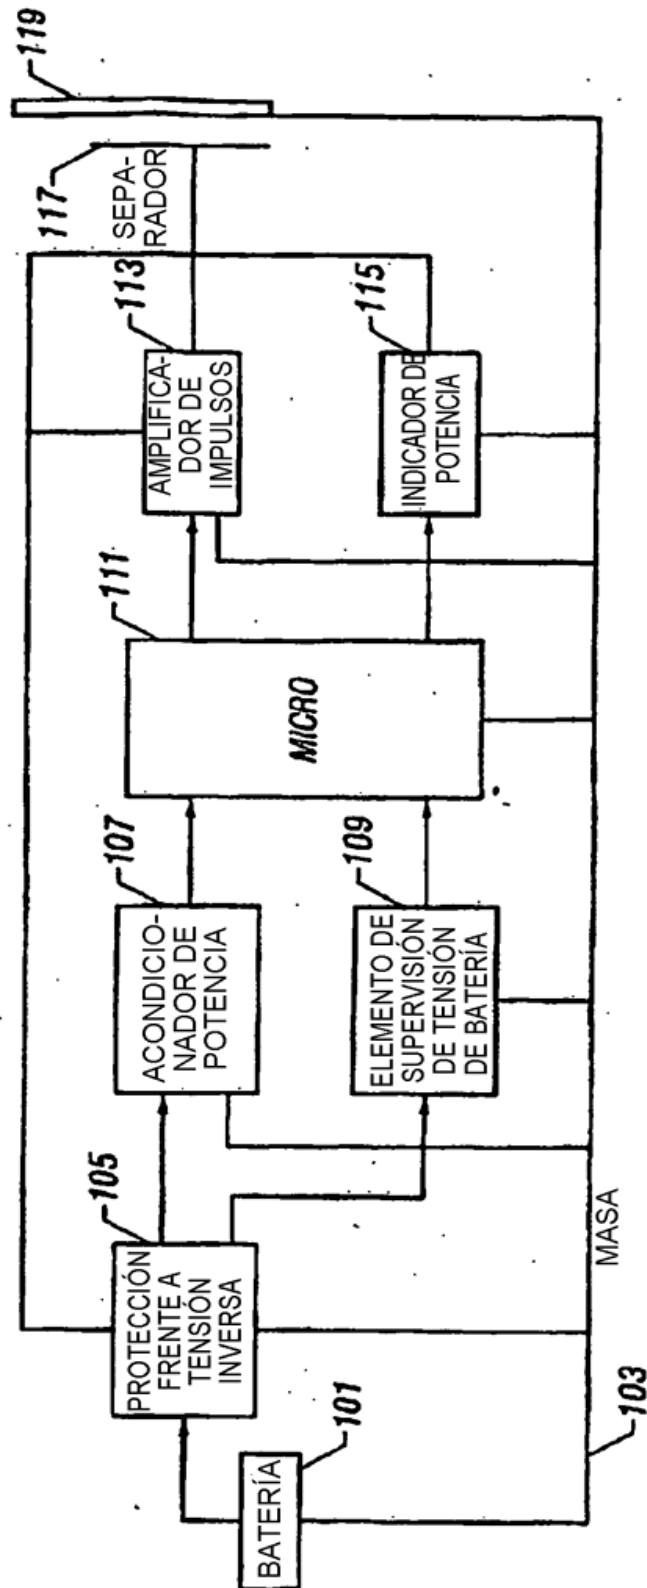 BATERÍA
101
103
MASA
PROTECCIÓN
FRENTE A
TENSIÓN
INVERSA
105
ACONDICIO-
NADOR DE
POTENCIA
107
ELEMENTO DE
SUPERVISIÓN
DE TENSIÓN
DE BATERÍA
109
MICRO
111
AMPLIFICA-
DOR DE
IMPULSOS
113
INDICADOR DE
POTENCIA
115
SEPA-
RADOR
117
119